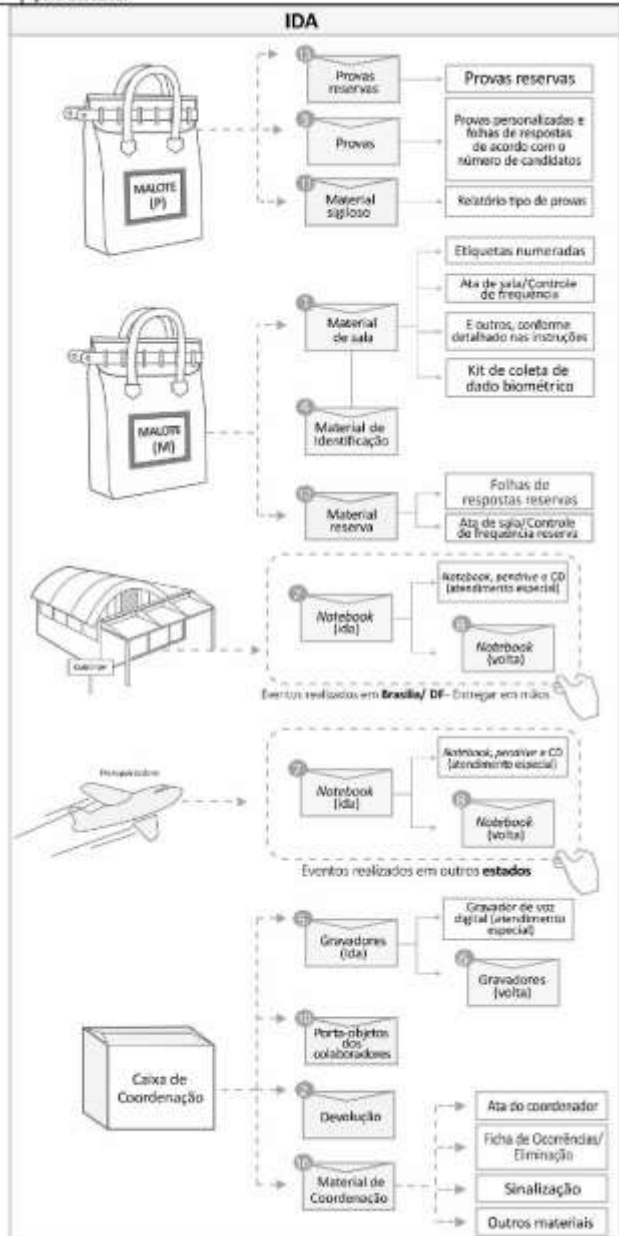 IDA
MALOTE
(P)
Provas
reservas
Provas reservas
Provas
Provas personalizadas e
folhas de respostas
de acordo com o
número de candidatos
Material
sigiloso
Relatório tipo de provas
MALOTE
(M)
Material
de sala
Etiquetas numeradas
Ata de sala/Controle
de frequência
E outros, conforme
detalhado nas instruções
Kit de coleta de
dado biométrico
4
Material de
Identificação
Material
reserva
Folhas de
respostas reservas
Ata de sala/Controle
de frequência reserva
Notebook
(ida)
Notebook, pendrive e CD
(atendimento especial)
8
Notebook
(volta)
Eventos realizados em Brasília/ DF- Entregar em mãos
7
Notebook
(ida)
Notebook, pendrive e CD
(atendimento especial)
8
Notebook
(volta)
Eventos realizados em outros estados
Caixa de
Coordenação
Gravadores
(ida)
Gravador de voz
digital (atendimento
especial)
Gravadores
(volta)
Porta-objetos
dos
colaboradores
Devolução
Material de
Coordenação
Ata do coordenador
Ficha de Ocorrências/
Eliminação
Sinalização
Outros materiais